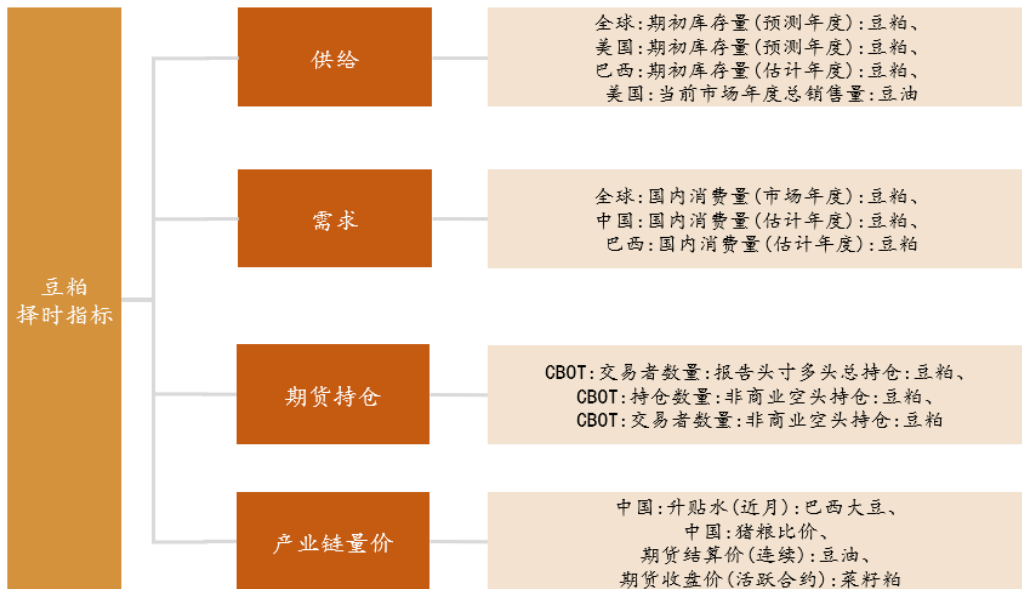 豆粕
择时指标
供给
全球:期初库存量(预测年度):豆粕、
美国:期初库存量(预测年度):豆粕、
巴西:期初库存量(估计年度):豆粕、
美国:当前市场年度总销售量:豆油
需求
全球:国内消费量(市场年度):豆粕、
中国:国内消费量(估计年度):豆粕、
巴西:国内消费量(估计年度):豆粕
期货持仓
CBOT:交易者数量:报告头寸多头总持仓:豆粕、
CBOT:持仓数量:非商业空头持仓:豆粕、
CBOT:交易者数量:非商业空头持仓:豆粕
产业链量价
中国:升贴水(近月):巴西大豆、
中国:猪粮比价、
期货结算价(连续):豆油、
期货收盘价(活跃合约):菜籽粕